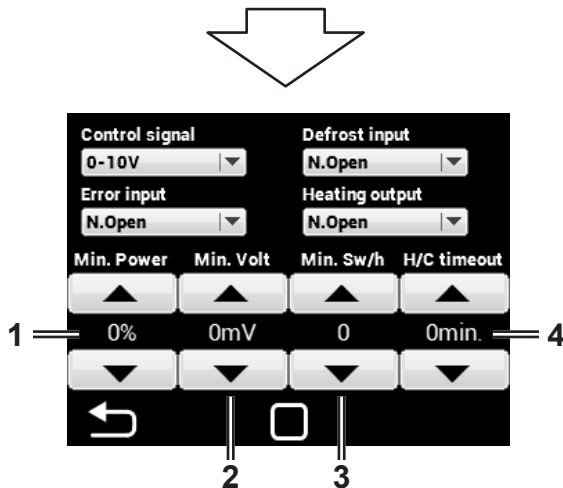 Control signal Defrost input
0-10V N.Open
Error input Heating output
N.Open N.Open
Min. Power Min. Volt Min. Sw/h H/C timeout
1 0% 0mV 0 0min. 4
2 3